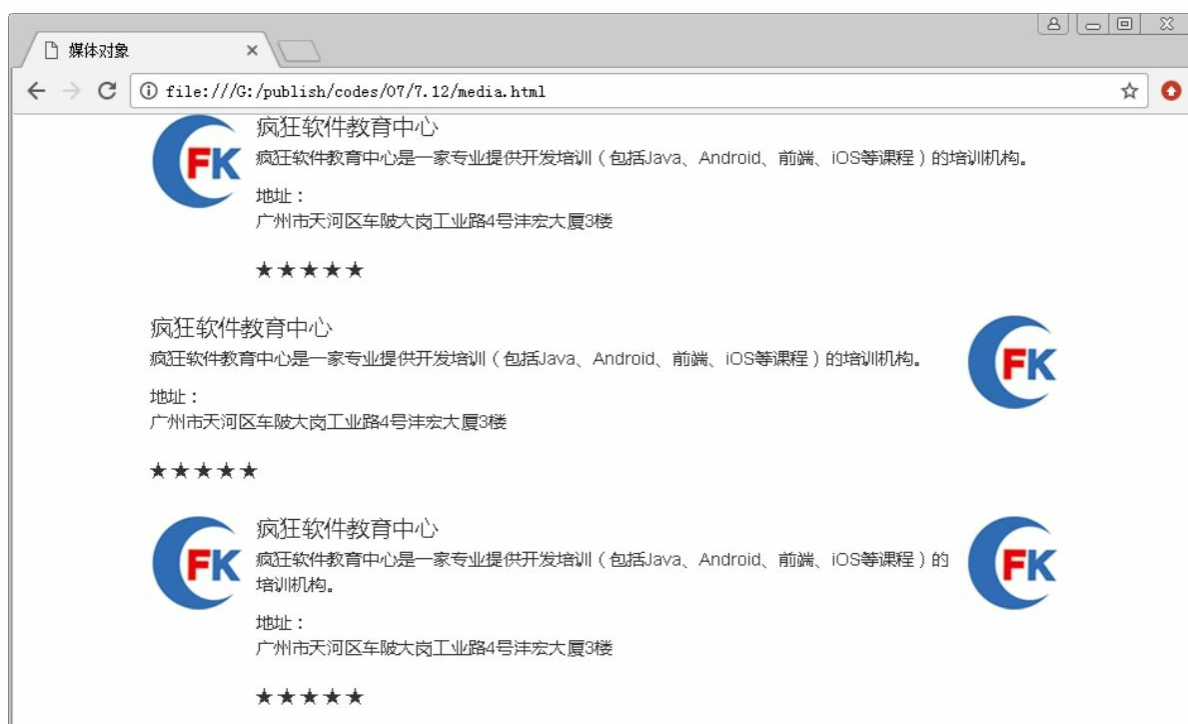 媒体对象
file:///G:/publish/codes/07/7.12/media.html
FK
疯狂软件教育中心
疯狂软件教育中心是一家专业提供开发培训（包括Java、Android、前端、iOS等课程）的培训机构。
地址：
广州市天河区车陂大岗工业路4号沣宏大厦3楼
★★★★★
疯狂软件教育中心
疯狂软件教育中心是一家专业提供开发培训（包括Java、Android、前端、iOS等课程）的培训机构。
FK
地址：
广州市天河区车陂大岗工业路4号沣宏大厦3楼
★★★★★
FK
疯狂软件教育中心
疯狂软件教育中心是一家专业提供开发培训（包括Java、Android、前端、iOS等课程）的
培训机构。
FK
地址：
广州市天河区车陂大岗工业路4号沣宏大厦3楼
★★★★★